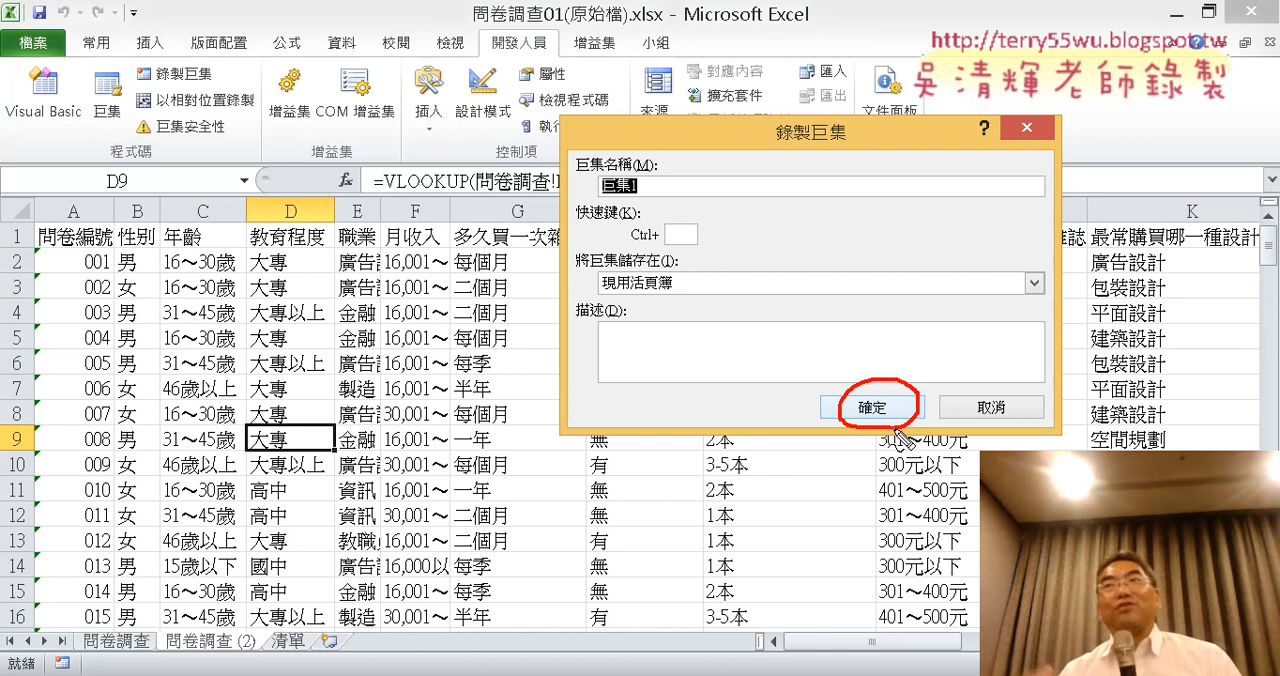 問卷調查01(原始檔).xlsx - Microsoft Excel
檔案 常用 插入 版面配置 公式 資料 校閱 檢視 開發人員 增益集 小組
http://terry55wu.blogspot.tw
吳清輝老師錄製
Visual Basic 巨集 錄製巨集 以相對位置錄製 巨集安全性
增益集 COM 增益集 插入 設計模式 屬性 檢視程式碼
來源 對應內容 擴充套件 匯入 匯出 文件面板
程式碼 增益集 控制項
D9 fx =VLOOKUP(問卷調查!
錄製巨集 ?
巨集名稱(M):
巨集1
快速鍵(K):
Ctrl+
將巨集儲存在(I):
現用活頁簿
描述(D):
確定 取消
A B C D E F G K
1 問卷編號 性別 年齡 教育程度 職業 月收入 最常購買哪一種設計
2 001 男 16～30歲 大專 廣告 16,001～ 每個月 廣告設計
3 002 女 16～30歲 大專 廣告 16,001～ 二個月 包裝設計
4 003 男 31～45歲 大專以上 金融 16,001～ 二個月 平面設計
5 004 男 16～30歲 大專 金融 16,001～ 每個月 建築設計
6 005 男 31～45歲 大專以上 廣告 16,001～ 每季 包裝設計
7 006 女 46歲以上 大專 製造 16,001～ 半年 平面設計
8 007 女 16～30歲 大專 廣告 30,001～ 每個月 建築設計
9 008 男 31～45歲 大專 金融 16,001～ 一年 無 2本 301～400元 空間規劃
10 009 女 46歲以上 大專以上 廣告 30,001～ 每個月 有 3-5本 300元以下
11 010 女 16～30歲 高中 資訊 16,001～ 一年 無 2本 401～500元
12 011 女 31～45歲 高中 資訊 30,001～ 二個月 無 1本 301～400元
13 012 女 46歲以上 大專 教職 16,001～ 二個月 有 1本 300元以下
14 013 男 15歲以下 國中 廣告 16,000以 每季 無 1本 300元以下
15 014 男 16～30歲 高中 金融 16,001～ 每季 無 2本 401～500元
16 015 男 31～45歲 大專以上 製造 30,001～ 半年 有 3-5本 401～500元
問卷調查 問卷調查 (2) 清單
就緒